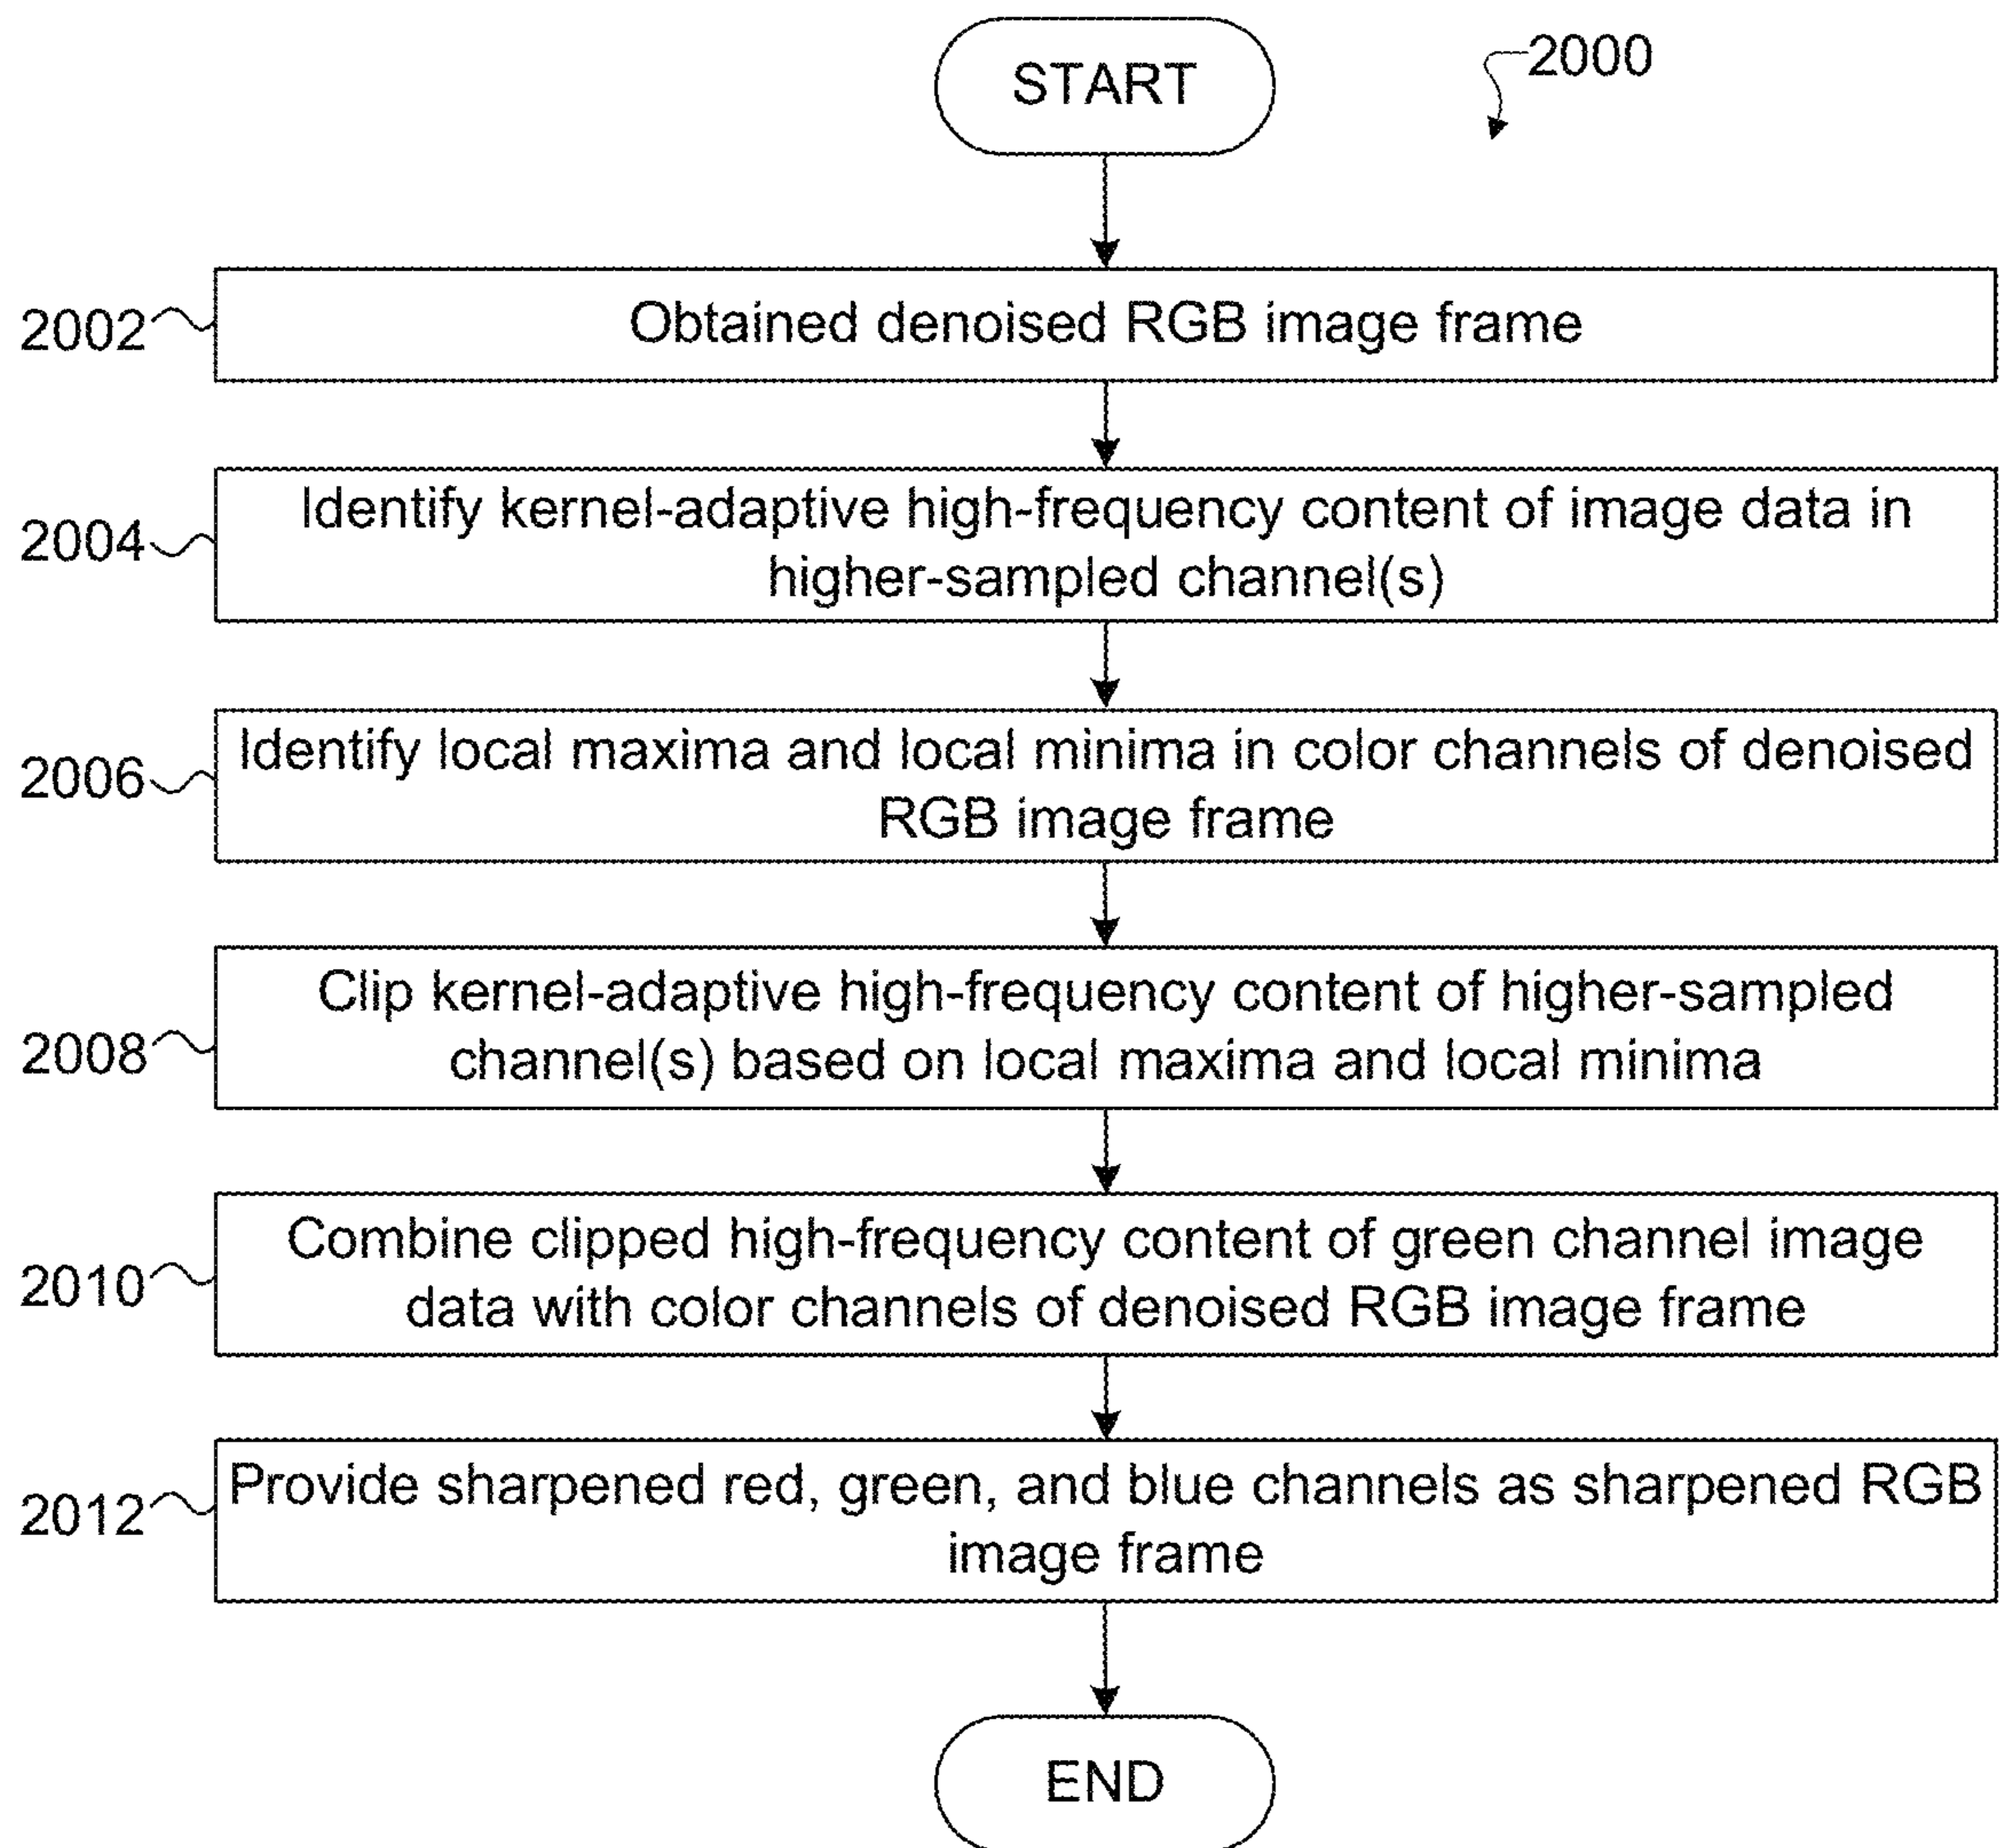 START
2000
2002
Obtained denoised RGB image frame
2004
Identify kernel-adaptive high-frequency content of image data in
higher-sampled channel(s)
2006
Identify local maxima and local minima in color channels of denoised
RGB image frame
2008
Clip kernel-adaptive high-frequency content of higher-sampled
channel(s) based on local maxima and local minima
2010
Combine clipped high-frequency content of green channel image
data with color channels of denoised RGB image frame
2012
Provide sharpened red, green, and blue channels as sharpened RGB
image frame
END